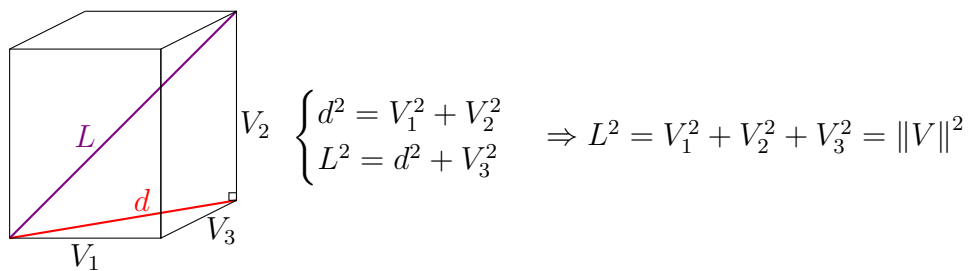 L
d
V₁
V₂
V₃
{ d² = V₁² + V₂²
L² = d² + V₃²
⇒ L² = V₁² + V₂² + V₃² = ‖V‖²